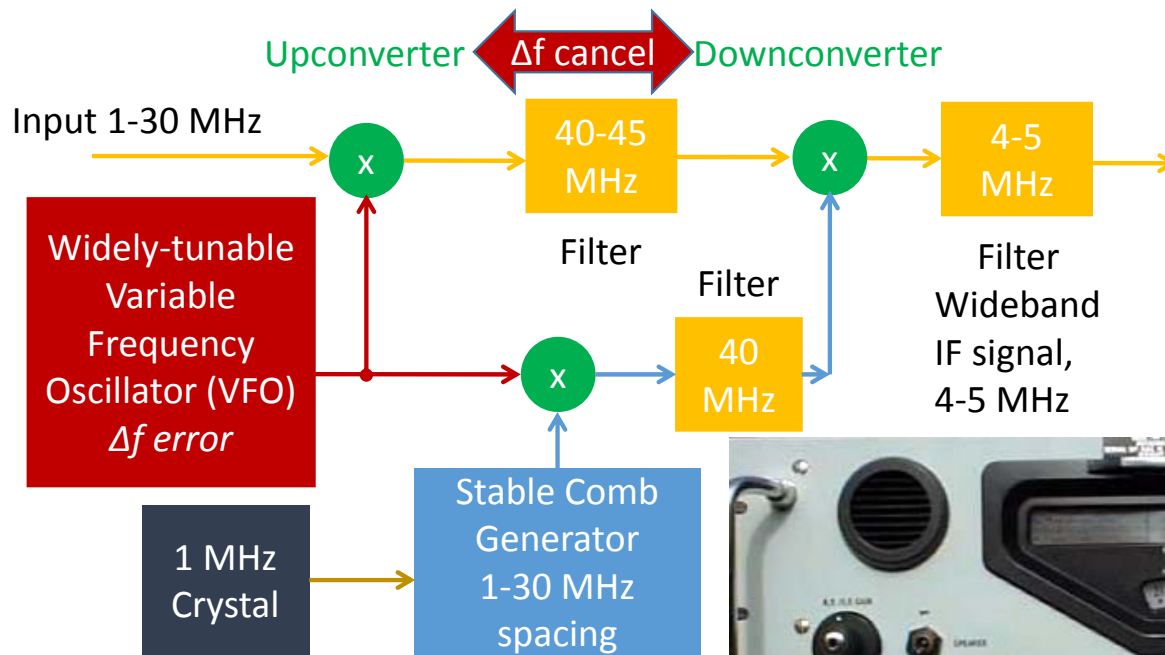 Upconverter
Δf cancel
Downconverter
Input 1-30 MHz
x
40-45
MHz
x
4-5
MHz
Widely-tunable
Variable
Frequency
Oscillator (VFO)
Δf error
Filter
Filter
Filter
Wideband
IF signal,
4-5 MHz
x
40
MHz
1 MHz
Crystal
Stable Comb
Generator
1-30 MHz
spacing
SPEAKER